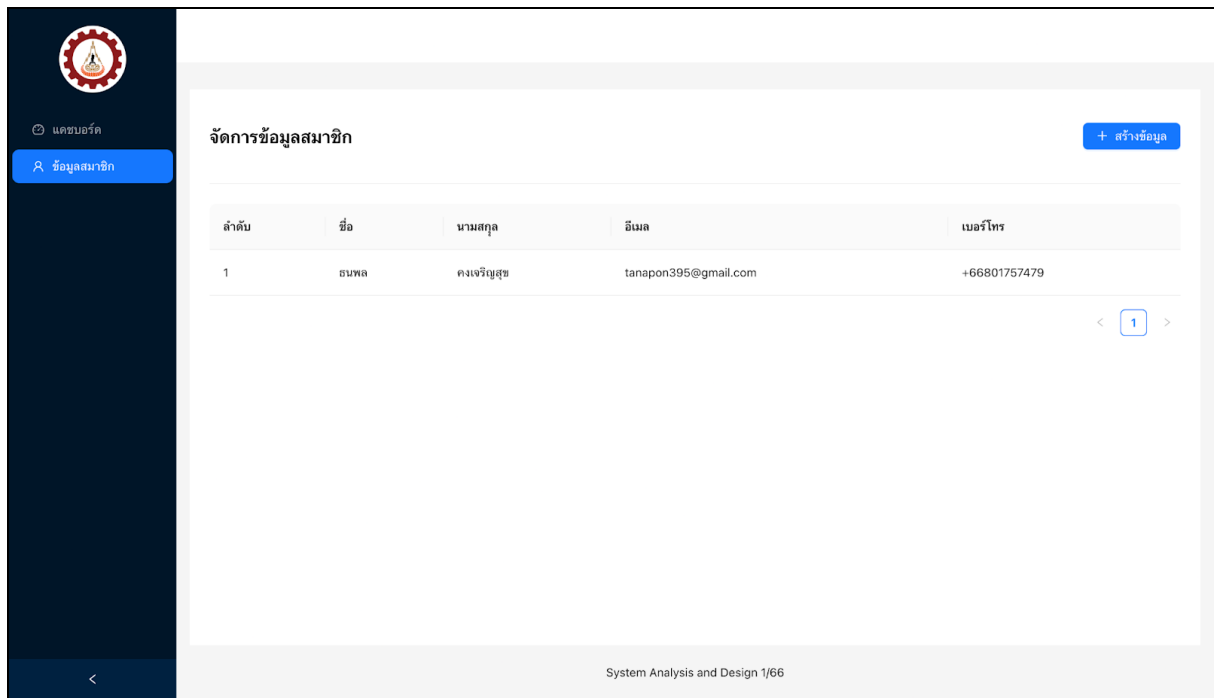 แดชบอร์ด
ข้อมูลสมาชิก
จัดการข้อมูลสมาชิก
+ สร้างข้อมูล
ลำดับ ชื่อ นามสกุล อีเมล เบอร์โทร
1 ธนพล คงเจริญสุข tanapon395@gmail.com +66801757479
< 1 >
System Analysis and Design 1/66